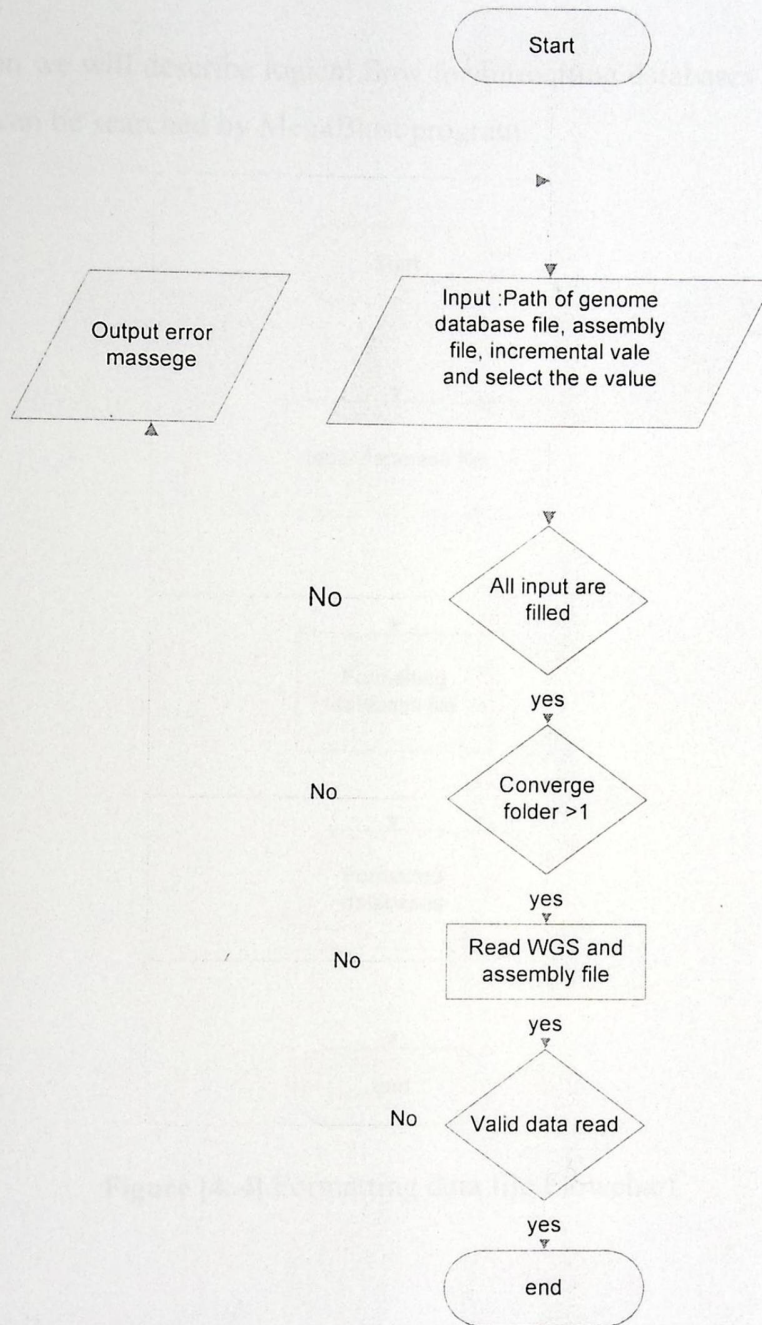 Start
Output error
massege
Input :Path of genome
database file, assembly
file, incremental vale
and select the e value
No
All input are
filled
yes
No
Converge
folder >1
yes
No
Read WGS and
assembly file
yes
No
Valid data read
yes
end